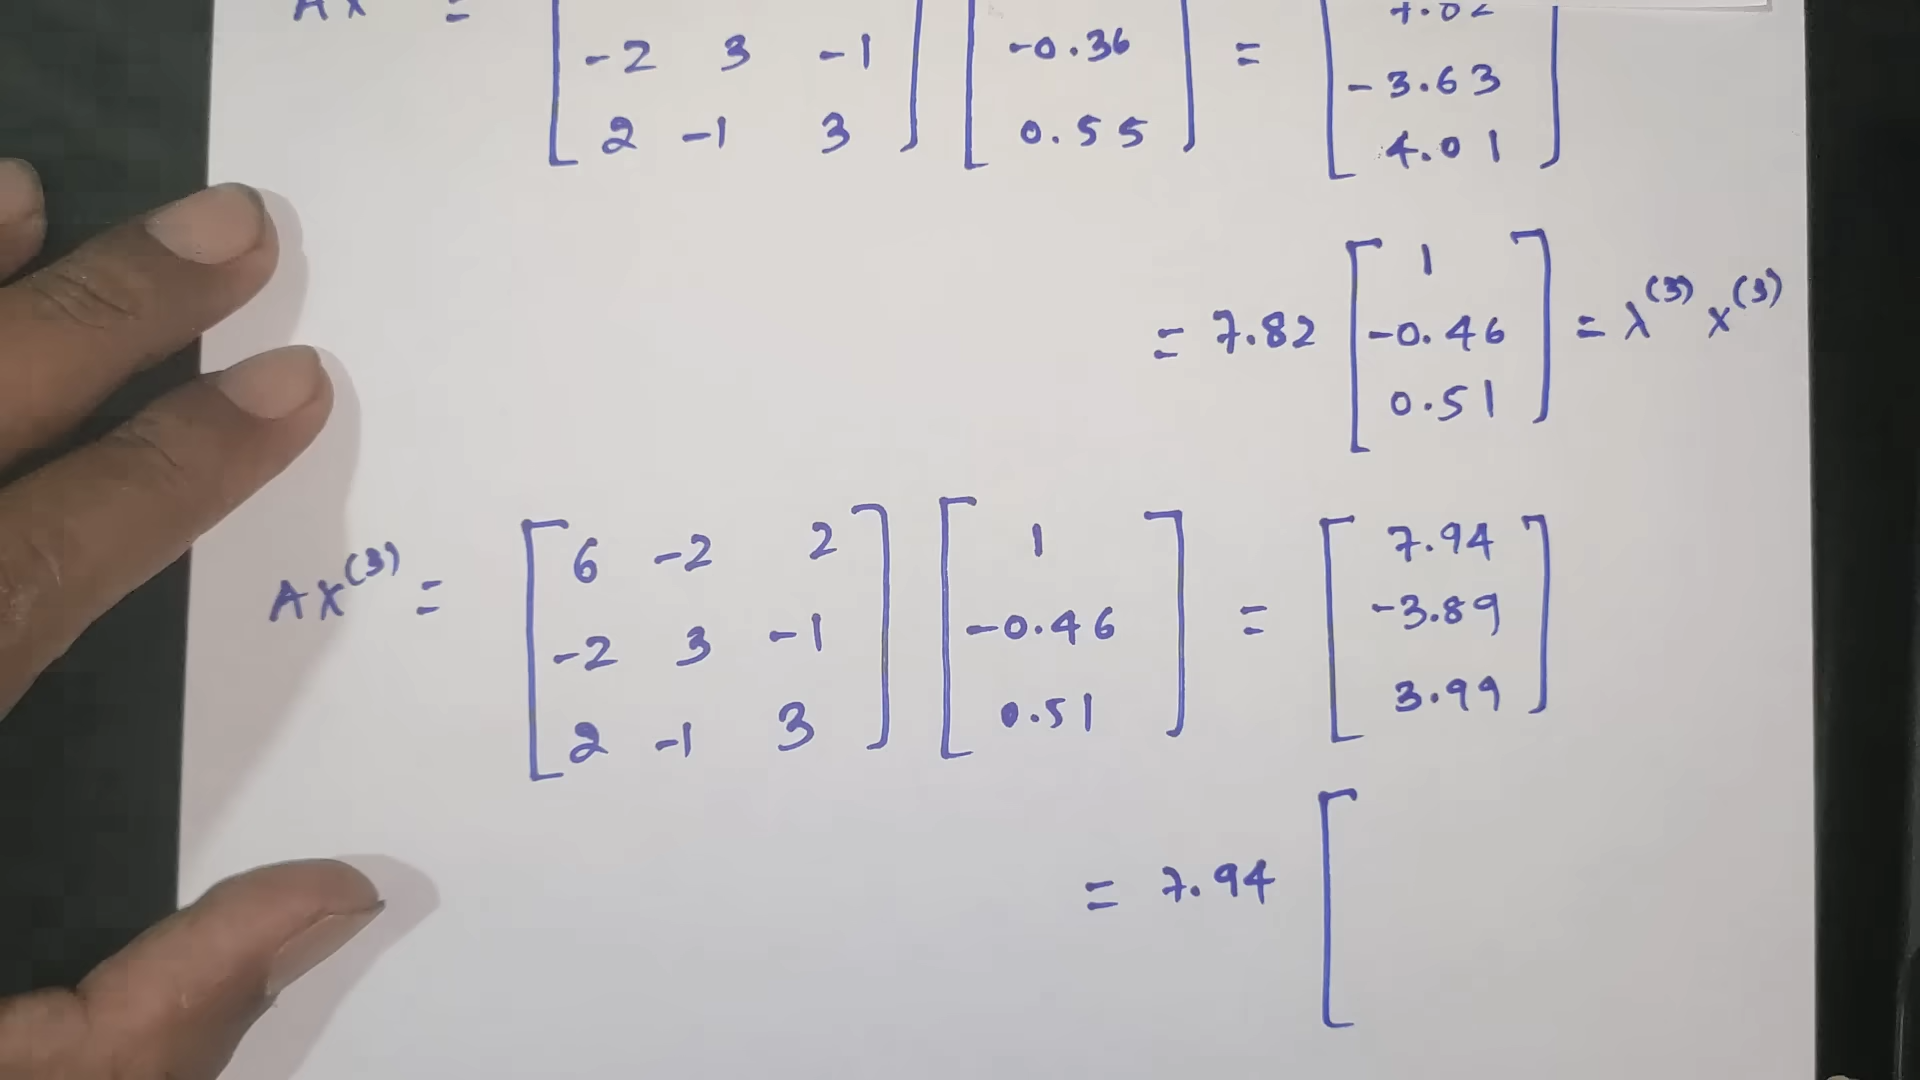 AX =
-2 3 -1 -0.36 = -3.63
2 -1 3 0.55 4.01
1
= 7.82 -0.46 = λ(3) x(3)
0.51
6 -2 2 1 7.94
AX(3) = -2 3 -1 -0.46 = -3.89
2 -1 3 0.51 3.99
= 7.94 [